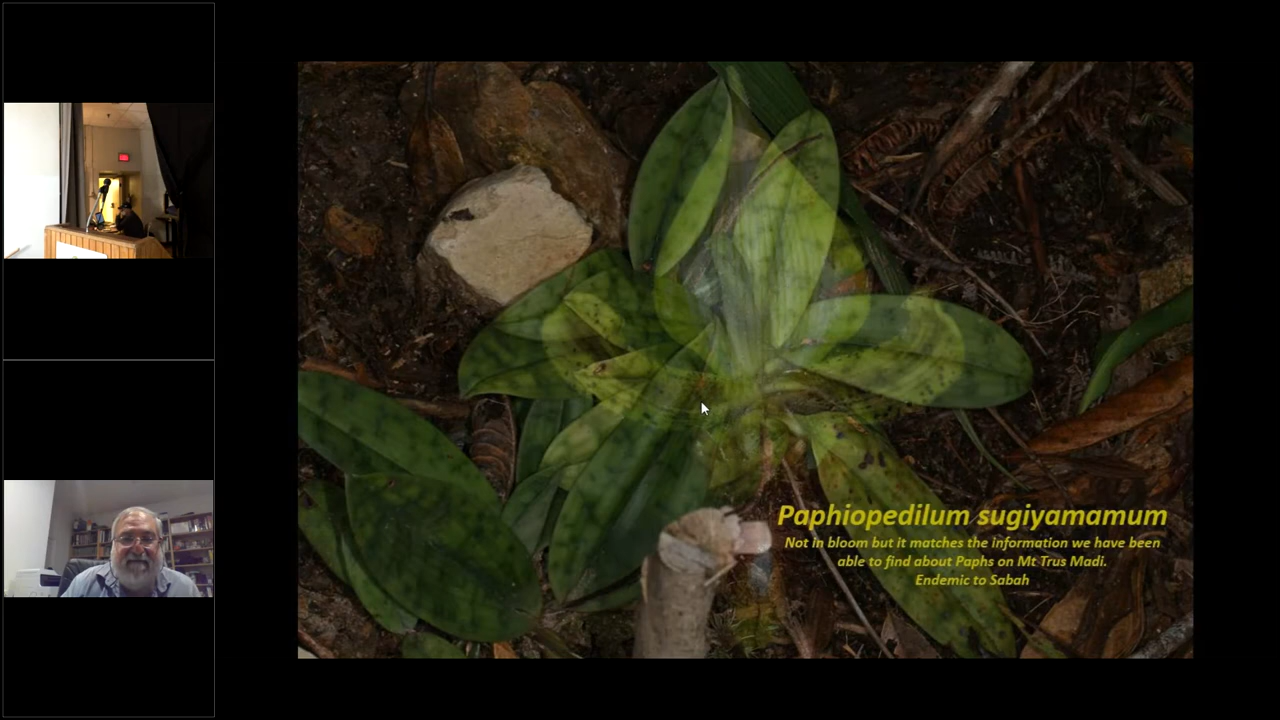 Paphiopedilum sugiyamamum
Not in bloom but it matches the information we have been
able to find about Paphs on Mt Trus Madi.
Endemic to Sabah